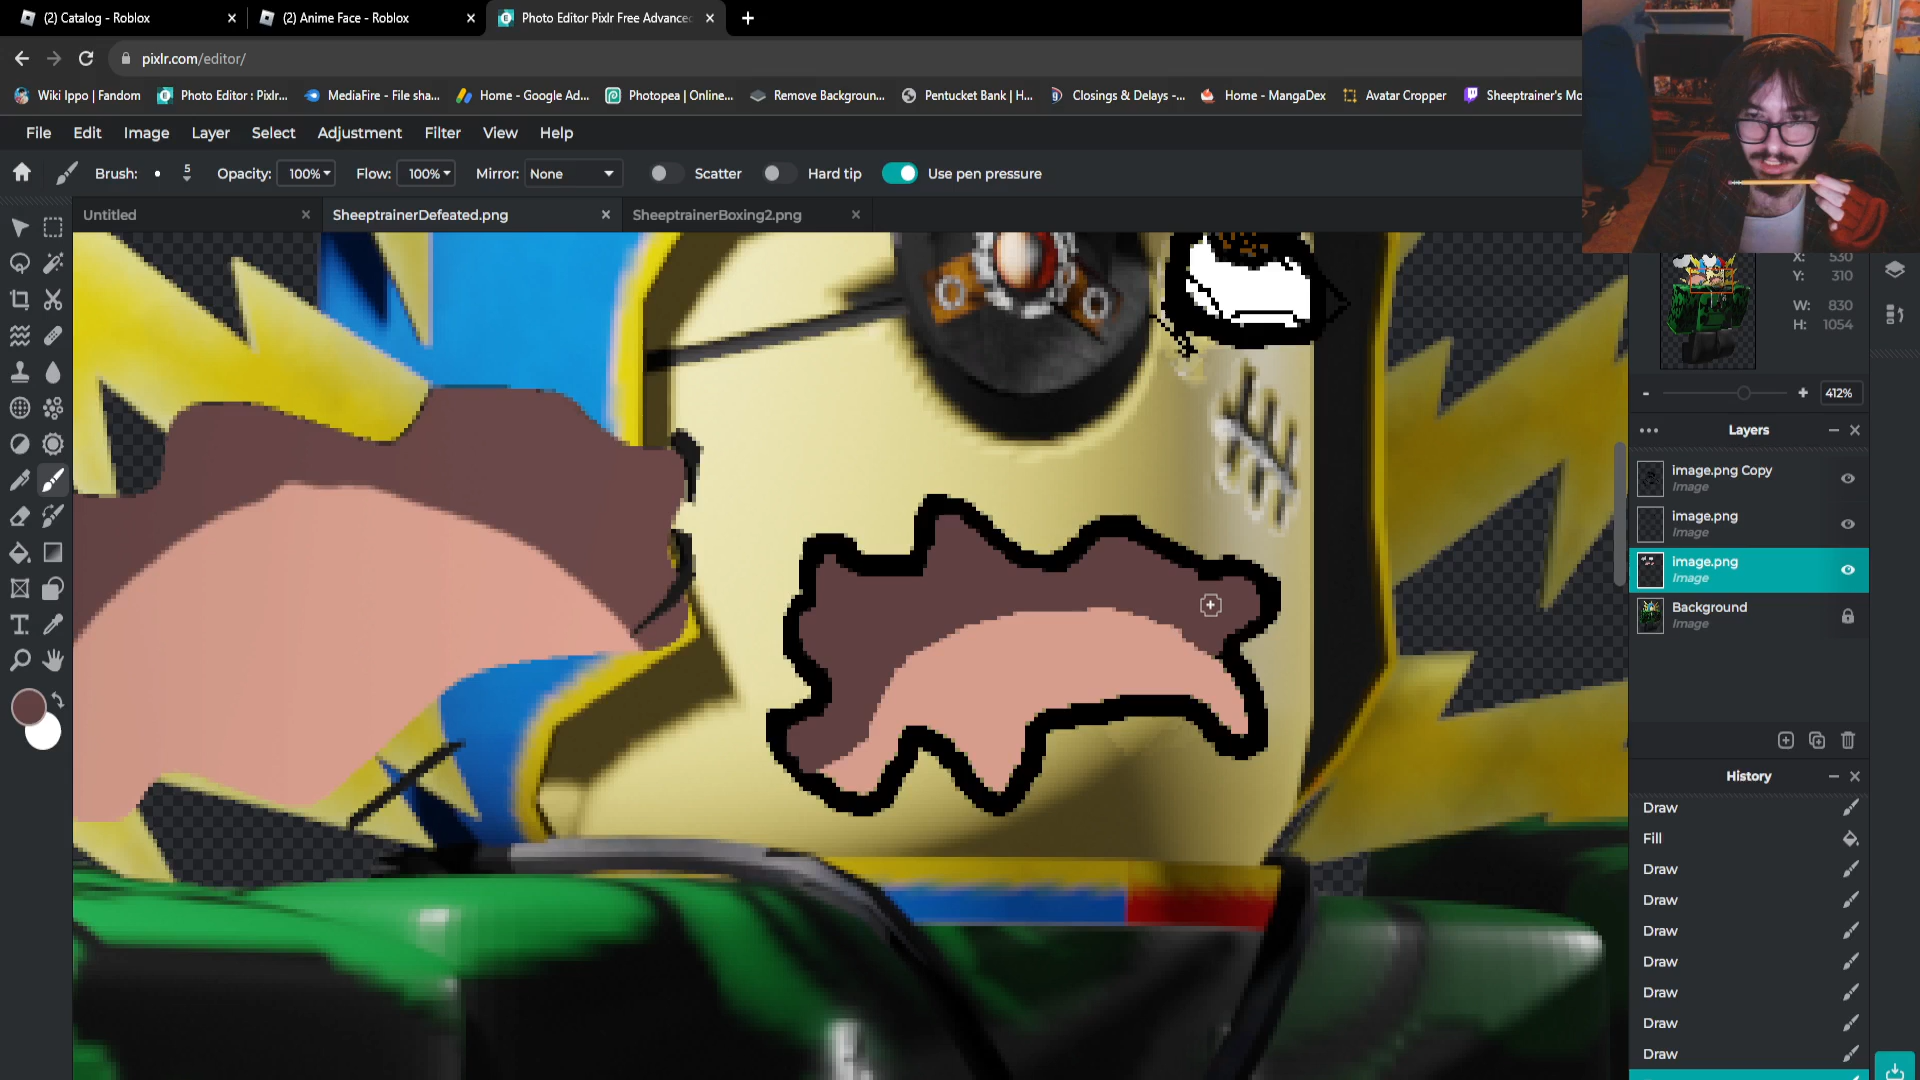 (2) Catalog - Roblox
(2) Anime Face - Roblox
Photo Editor Pixlr Free Advance
pixlr.com/editor/
Wiki Ippo | Fandom
Photo Editor : Pixlr...
MediaFire - File sha...
Home - Google Ad...
Photopea | Online...
Remove Backgroun...
Pentucket Bank | H...
Closings & Delays -...
Home - MangaDex
Avatar Cropper
Sheeptrainer's Mo
File Edit Image Layer Select Adjustment Filter View Help
Brush: 5 Opacity: 100% Flow: 100% Mirror: None Scatter Hard tip Use pen pressure
Untitled
SheeptrainerDefeated.png
SheeptrainerBoxing2.png
X: 530
Y: 310
W: 830
H: 1054
412%
Layers
image.png Copy
Image
image.png
Image
image.png
Image
Background
Image
History
Draw
Fill
Draw
Draw
Draw
Draw
Draw
Draw
Draw